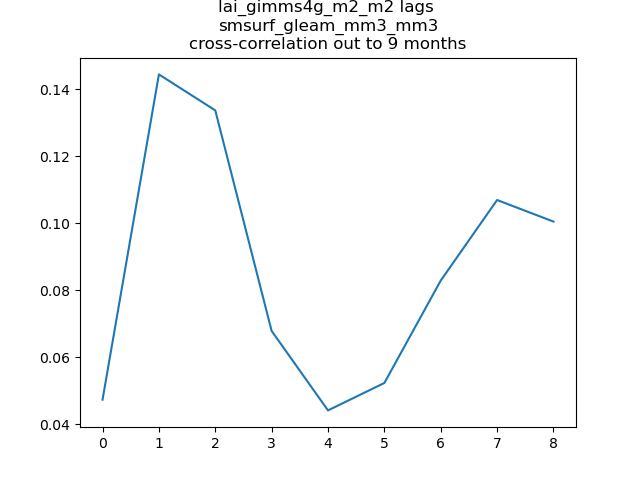 lai_gimms4g_m2_m2 lags
smsurf_gleam_mm3_mm3
cross-correlation out to 9 months
0.14
0.12
0.10
0.08
0.06
0.04
0 1 2 3 4 5 6 7 8